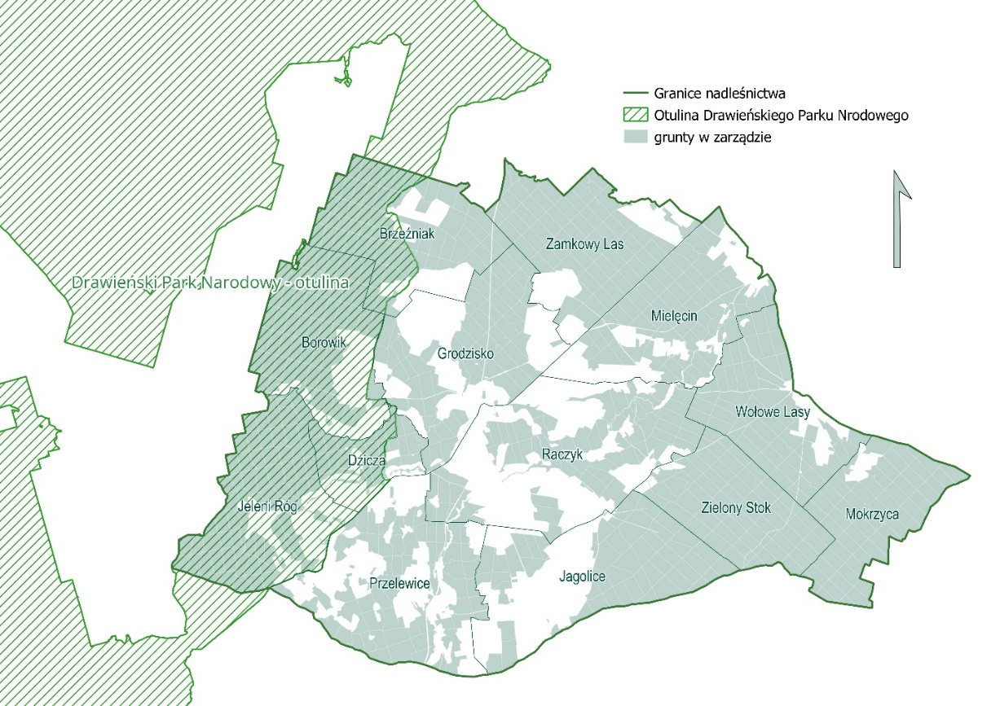 Granice nadleśnictwa
Otulina Drawieńskiego Parku Nrodowego
grunty w zarządzie
Brzeźniak
Zamkowy Las
Drawieński Park Narodowy - otulina
Mielęcin
Borowik
Grodzisko
Wołowe Lasy
Raczyk
Dzicza
Jeleni Róg
Zielony Stok
Mokrzyca
Jagolice
Przelewice